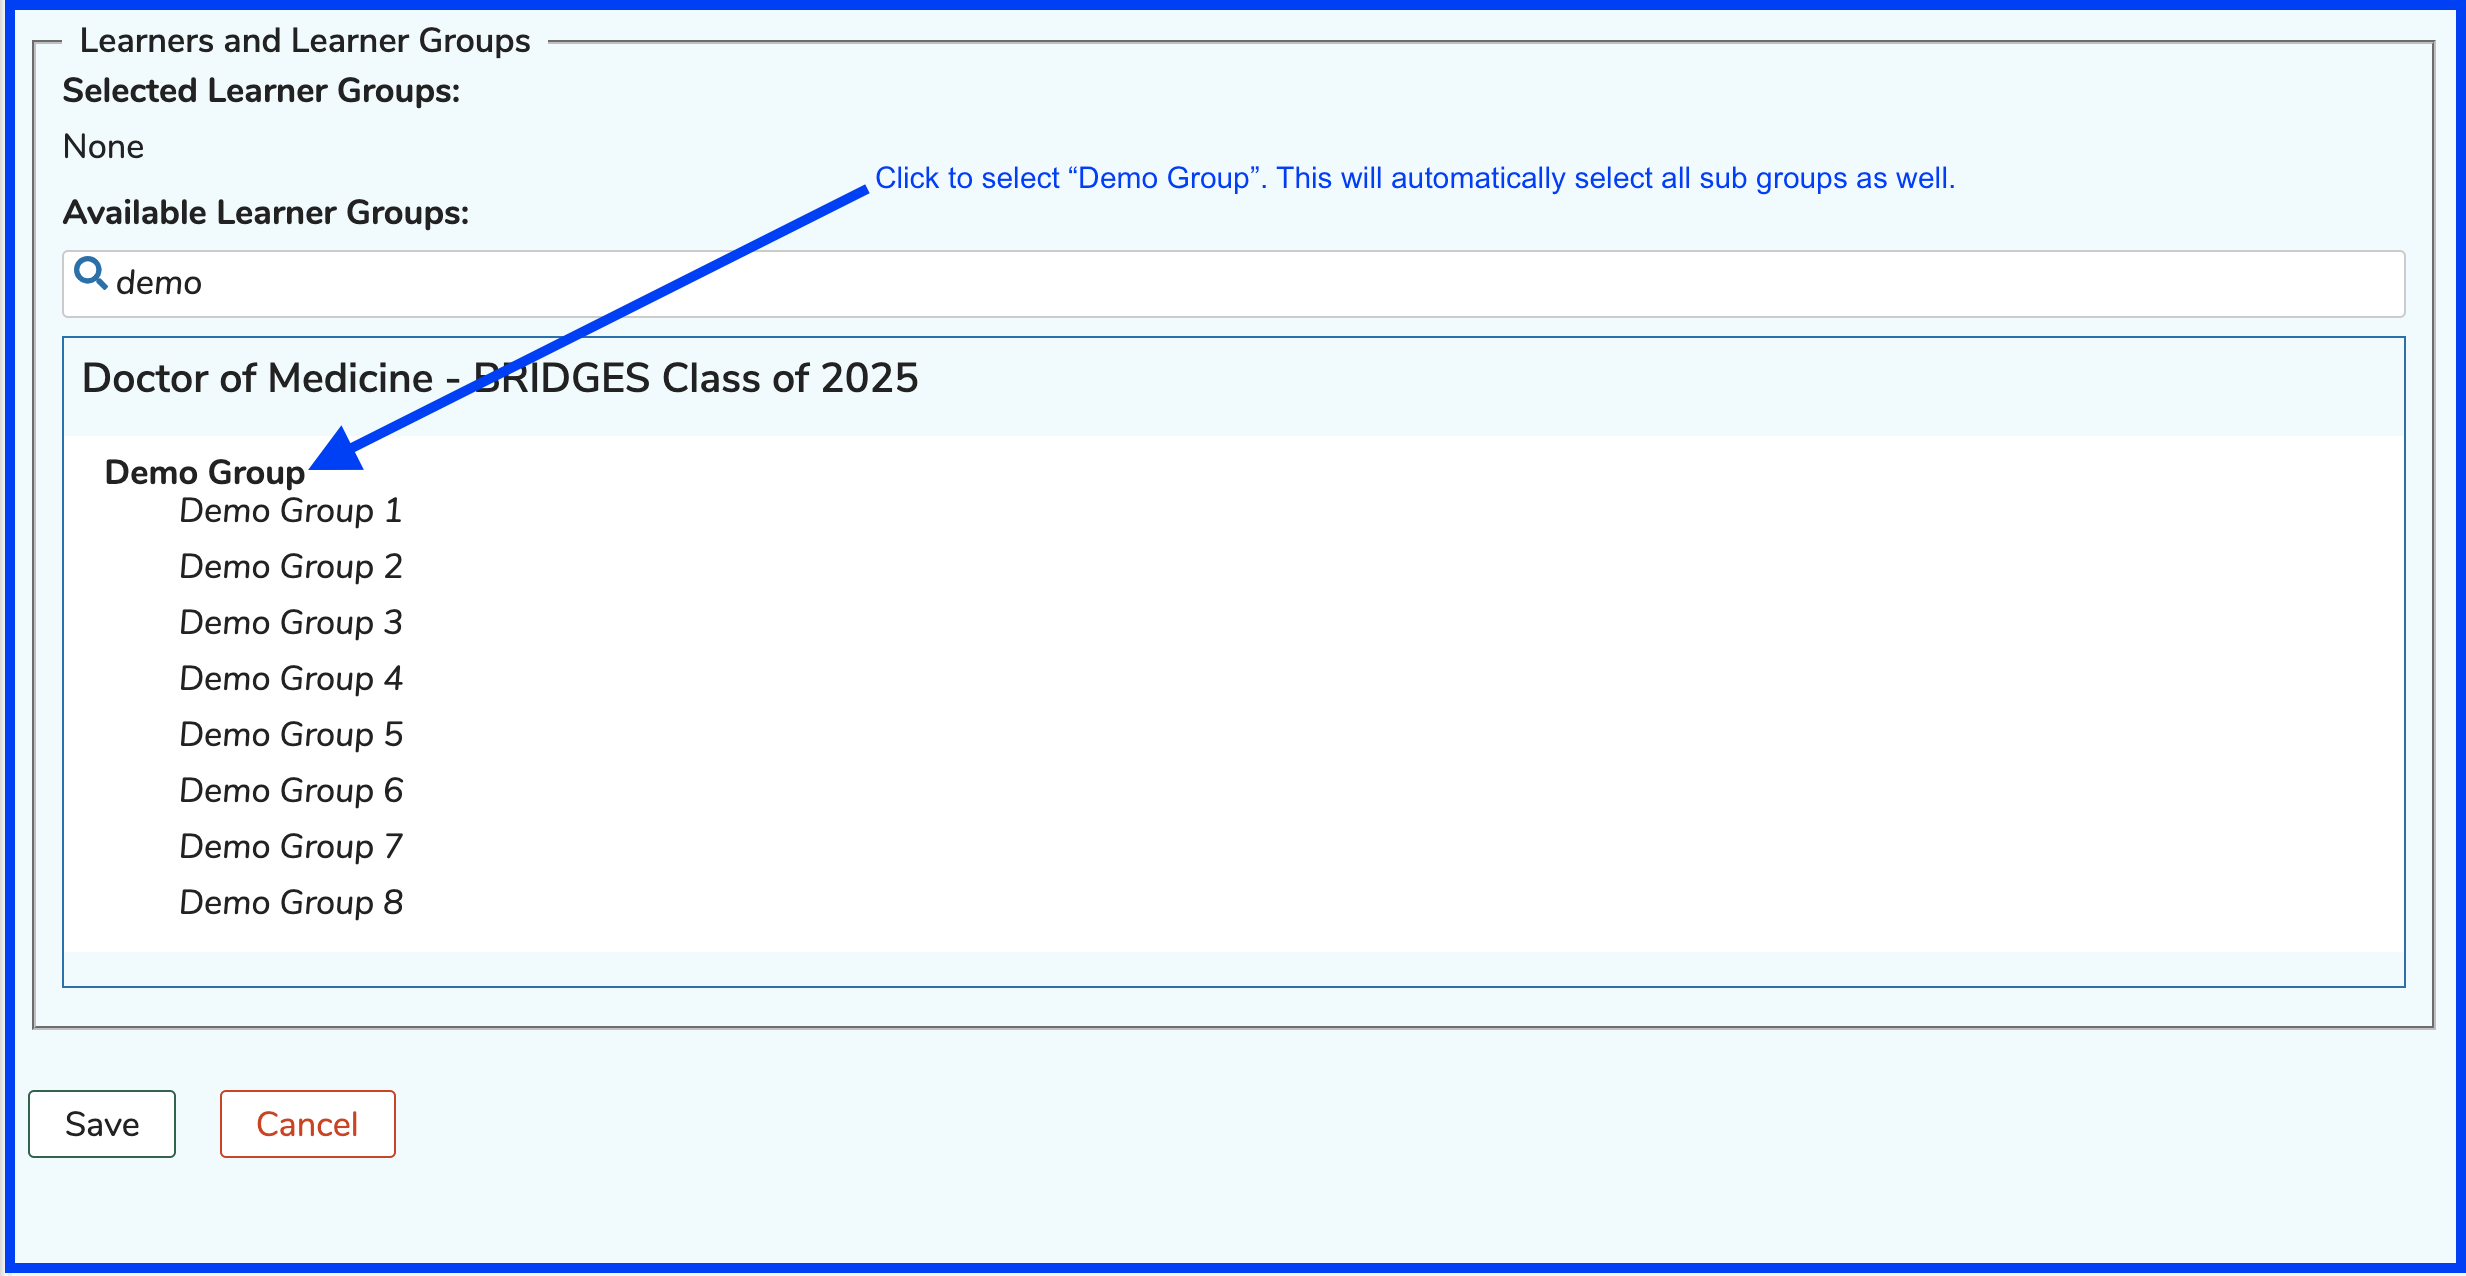 Learners and Learner Groups
Selected Learner Groups:
None
Click to select “Demo Group”. This will automatically select all sub groups as well.
Available Learner Groups:
demo
Doctor of Medicine - BRIDGES Class of 2025
Demo Group
Demo Group 1
Demo Group 2
Demo Group 3
Demo Group 4
Demo Group 5
Demo Group 6
Demo Group 7
Demo Group 8
Save
Cancel